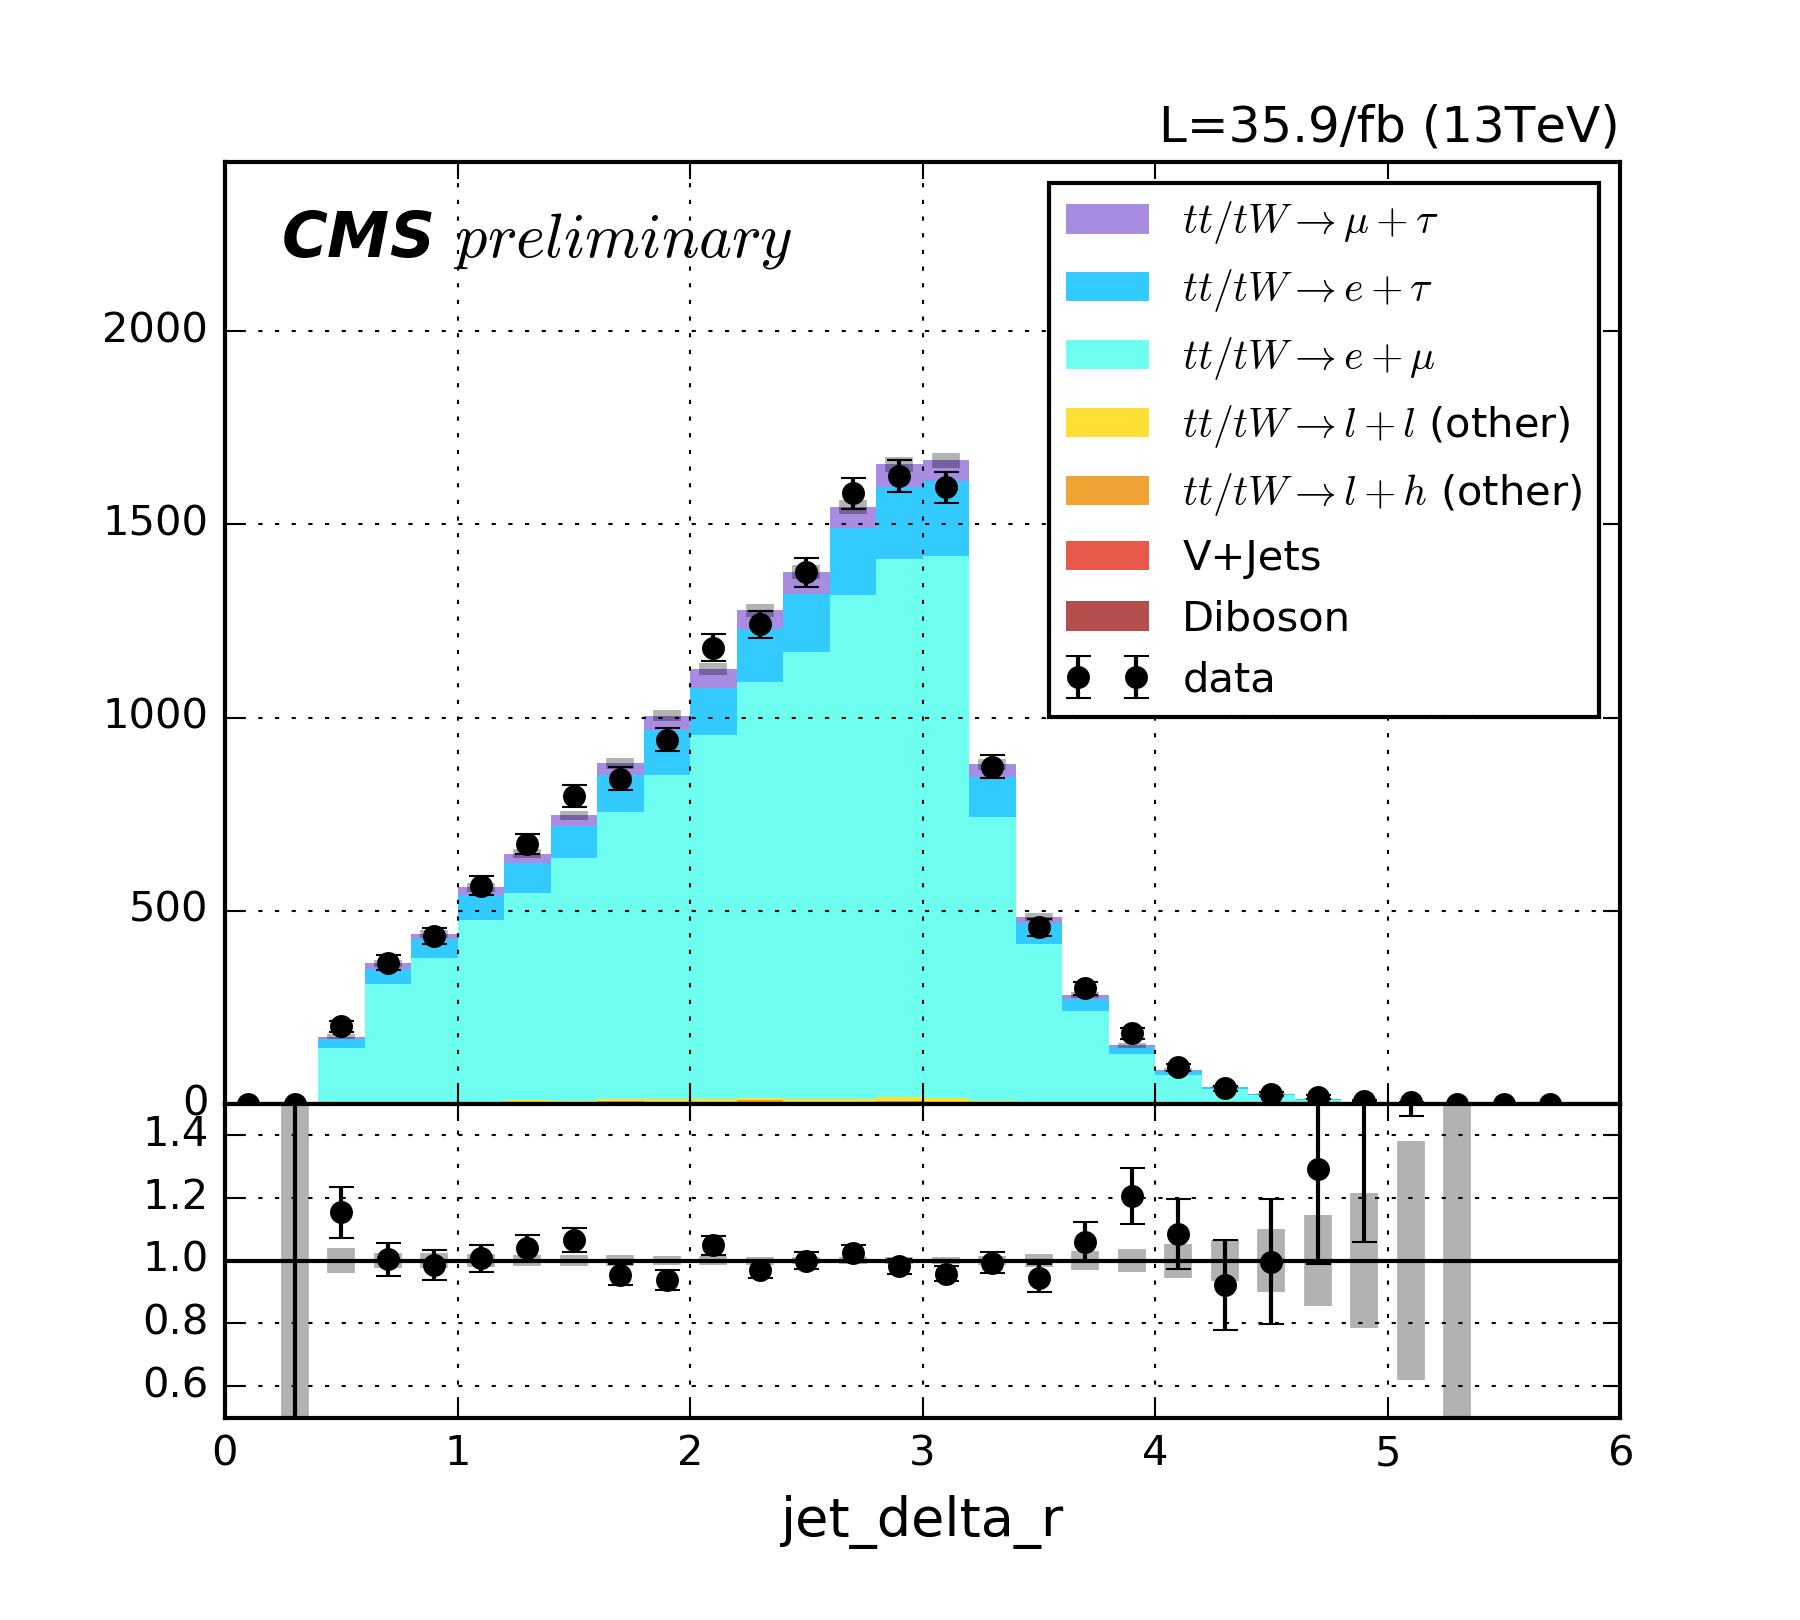 L=35.9/fb (13TeV)
CMS preliminary
tt/tW → μ + τ
tt/tW → e + τ
tt/tW → e + μ
tt/tW → l + l (other)
tt/tW → l + h (other)
V+Jets
Diboson
data
2000
1500
1000
500
0
1.4
1.2
1.0
0.8
0.6
0 1 2 3 4 5 6
jet_delta_r